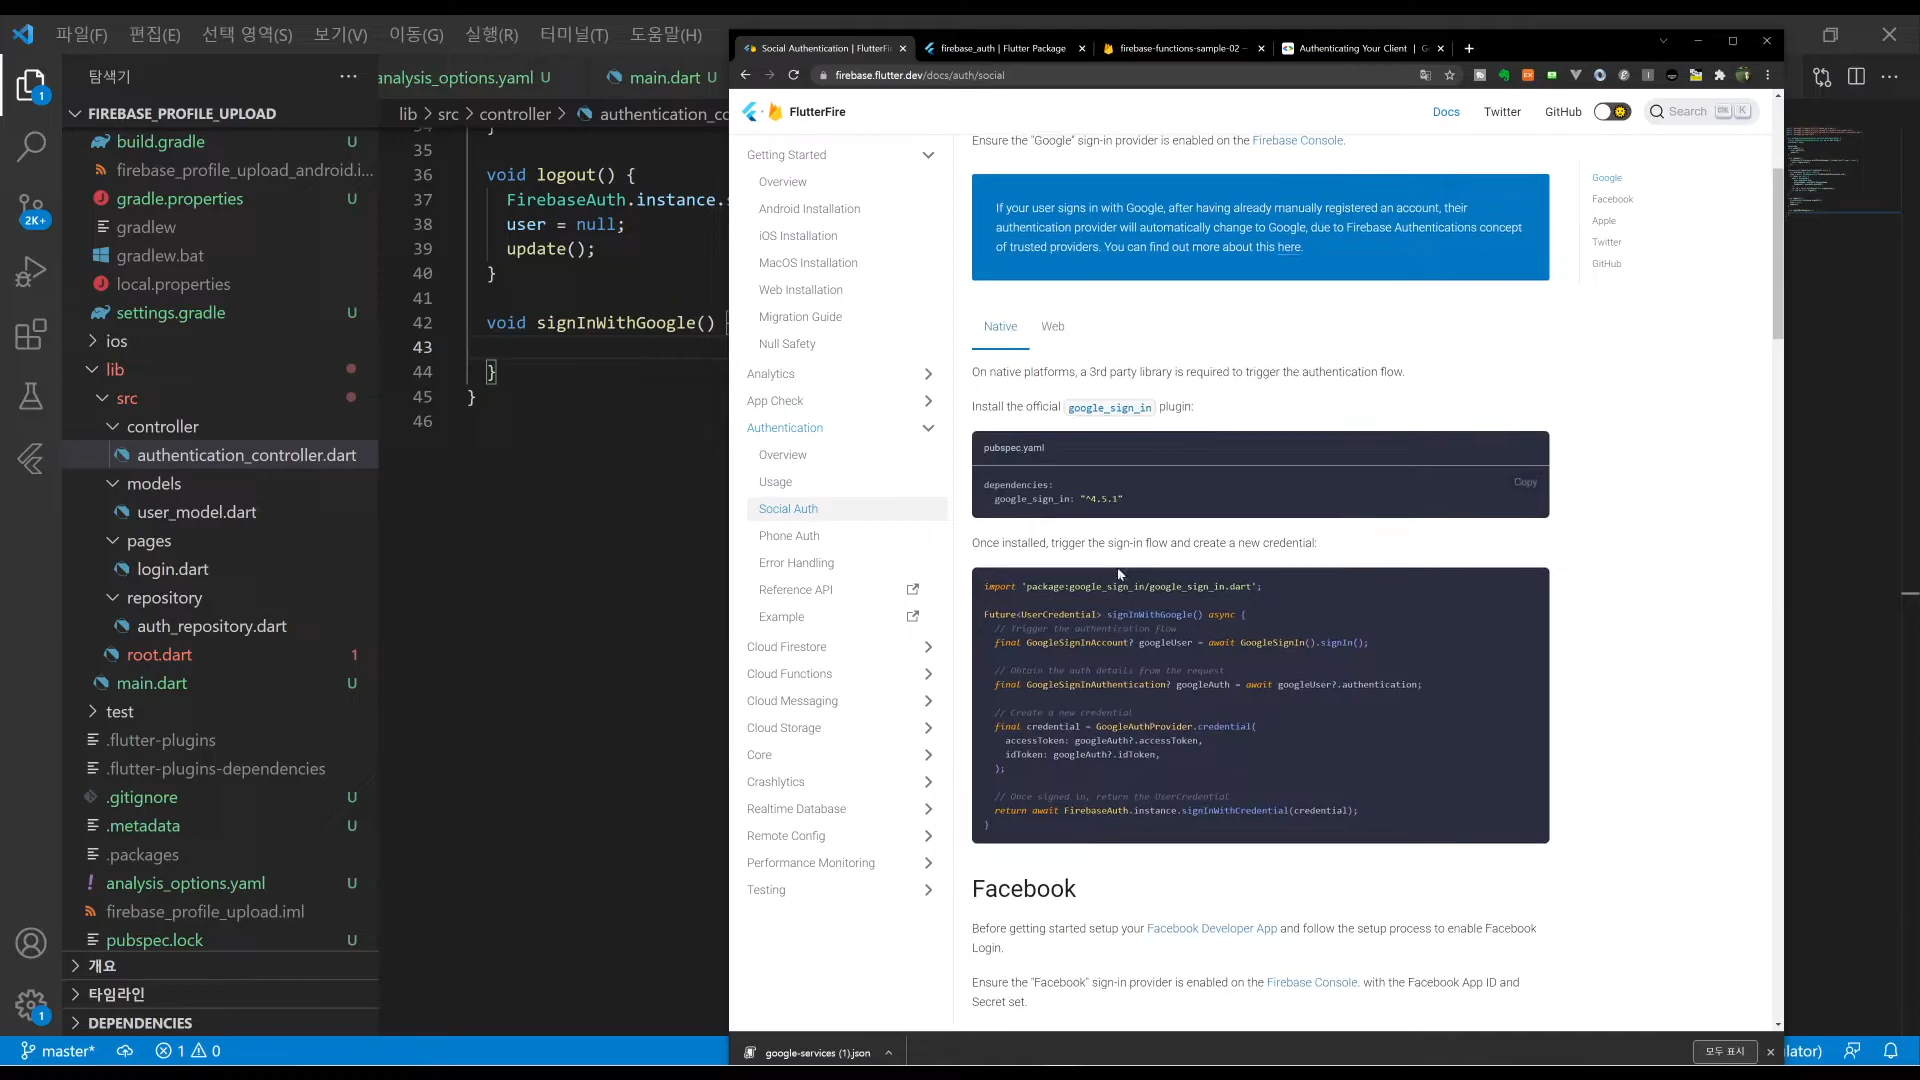 파일(F) 편집(E) 선택 영역(S) 보기(V) 이동(G) 실행(R) 터미널(T) 도움말(H)
탐색기
FIREBASE_PROFILE_UPLOAD
build.gradle U
firebase_profile_upload_android.i...
gradle.properties U
gradlew
gradlew.bat
local.properties
settings.gradle U
ios
lib
src
controller
authentication_controller.dart
models
user_model.dart
pages
login.dart
repository
auth_repository.dart
root.dart 1
main.dart U
test
.flutter-plugins
.flutter-plugins-dependencies
.gitignore U
.metadata U
.packages
analysis_options.yaml U
firebase_profile_upload.iml
pubspec.lock U
개요
타임라인
DEPENDENCIES
1
2K+
1
master* 1 0
analysis_options.yaml U main.dart U
lib > src > controller > authentication_co
34 }
35
36 void logout() {
37 FirebaseAuth.instance.s
38 user = null;
39 update();
40 }
41
42 void signInWithGoogle()
43
44 }
45 }
46
Social Authentication | FlutterFi
firebase_auth | Flutter Package
firebase-functions-sample-02 –
Authenticating Your Client | G
firebase.flutter.dev/docs/auth/social
FlutterFire
Docs Twitter GitHub Search Ctrl K
Getting Started
Overview
Android Installation
iOS Installation
MacOS Installation
Web Installation
Migration Guide
Null Safety
Analytics
App Check
Authentication
Overview
Usage
Social Auth
Phone Auth
Error Handling
Reference API
Example
Cloud Firestore
Cloud Functions
Cloud Messaging
Cloud Storage
Core
Crashlytics
Realtime Database
Remote Config
Performance Monitoring
Testing
Ensure the "Google" sign-in provider is enabled on the Firebase Console.
If your user signs in with Google, after having already manually registered an account, their
authentication provider will automatically change to Google, due to Firebase Authentications concept
of trusted providers. You can find out more about this here.
Native Web
On native platforms, a 3rd party library is required to trigger the authentication flow.
Install the official google_sign_in plugin:
pubspec.yaml
Copy
dependencies:
google_sign_in: "^4.5.1"
Once installed, trigger the sign-in flow and create a new credential:
import 'package:google_sign_in/google_sign_in.dart';
Future<UserCredential> signInWithGoogle() async {
// Trigger the authentication flow
final GoogleSignInAccount? googleUser = await GoogleSignIn().signIn();
// Obtain the auth details from the request
final GoogleSignInAuthentication? googleAuth = await googleUser?.authentication;
// Create a new credential
final credential = GoogleAuthProvider.credential(
accessToken: googleAuth?.accessToken,
idToken: googleAuth?.idToken,
);
// Once signed in, return the UserCredential
return await FirebaseAuth.instance.signInWithCredential(credential);
}
Facebook
Before getting started setup your Facebook Developer App and follow the setup process to enable Facebook
Login.
Ensure the "Facebook" sign-in provider is enabled on the Firebase Console. with the Facebook App ID and
Secret set.
Google
Facebook
Apple
Twitter
GitHub
google-services (1).json
모두 표시
lator)